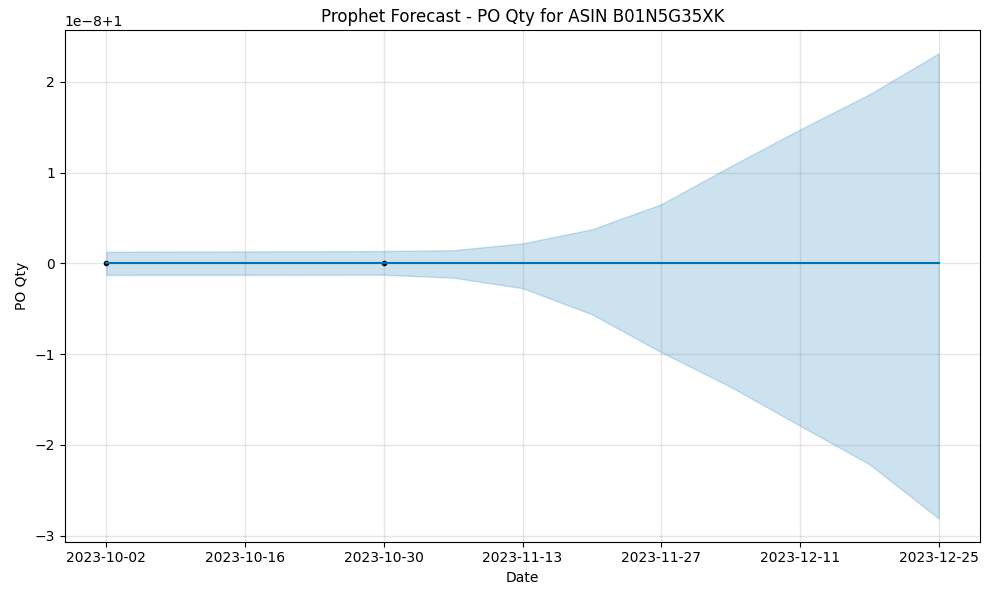 Prophet Forecast - PO Qty for ASIN B01N5G35XK
1e−8+1
2
1
0
−1
−2
−3
PO Qty
2023-10-02 2023-10-16 2023-10-30 2023-11-13 2023-11-27 2023-12-11 2023-12-25
Date